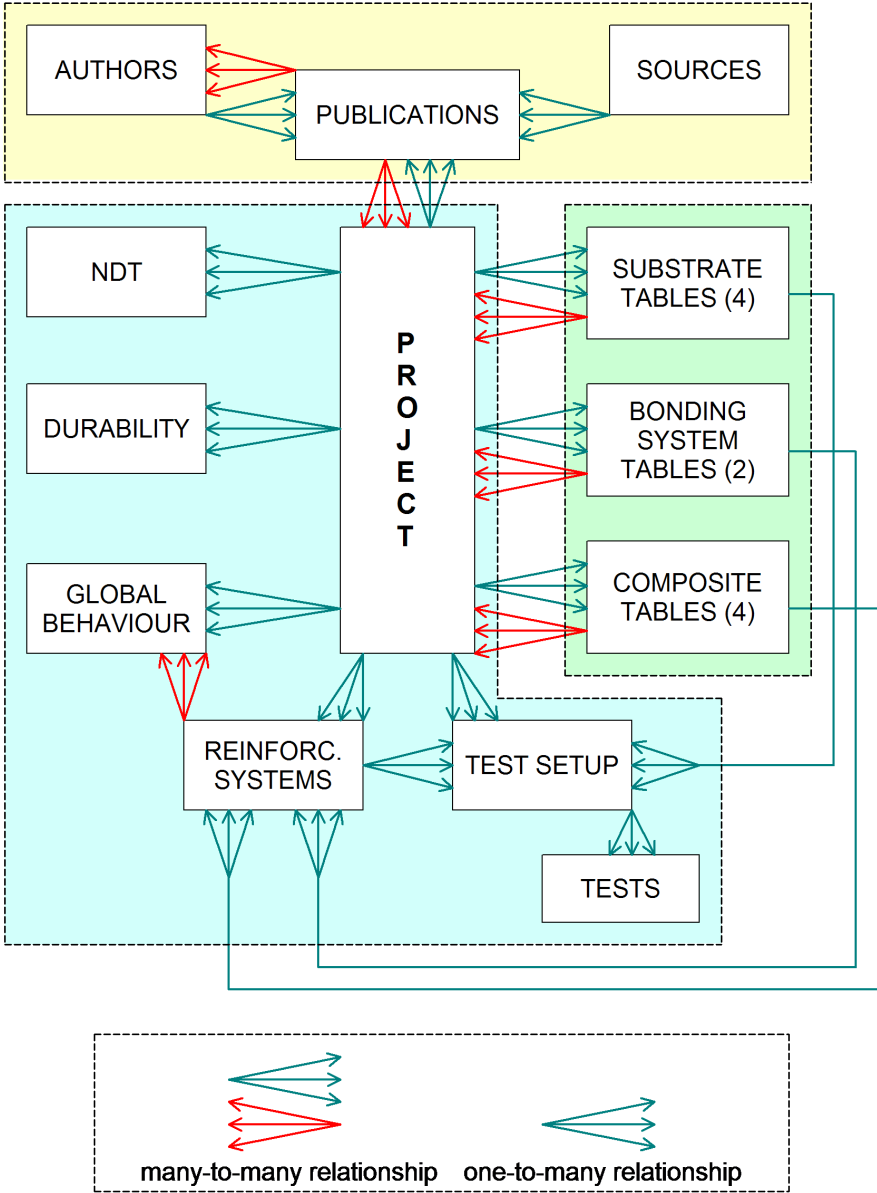 AUTHORS
PUBLICATIONS
SOURCES
NDT
DURABILITY
GLOBAL
BEHAVIOUR
P
R
O
J
E
C
T
SUBSTRATE
TABLES (4)
BONDING
SYSTEM
TABLES (2)
COMPOSITE
TABLES (4)
REINFORC.
SYSTEMS
TEST SETUP
TESTS
many-to-many relationship
one-to-many relationship